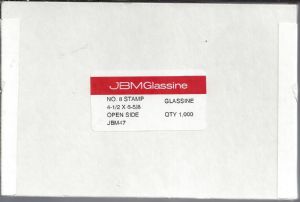 JBMGlassine
NO. 8 STAMP GLASSINE
4-1/2 X 6-5/8
OPEN SIDE QTY 1,000
JBM47